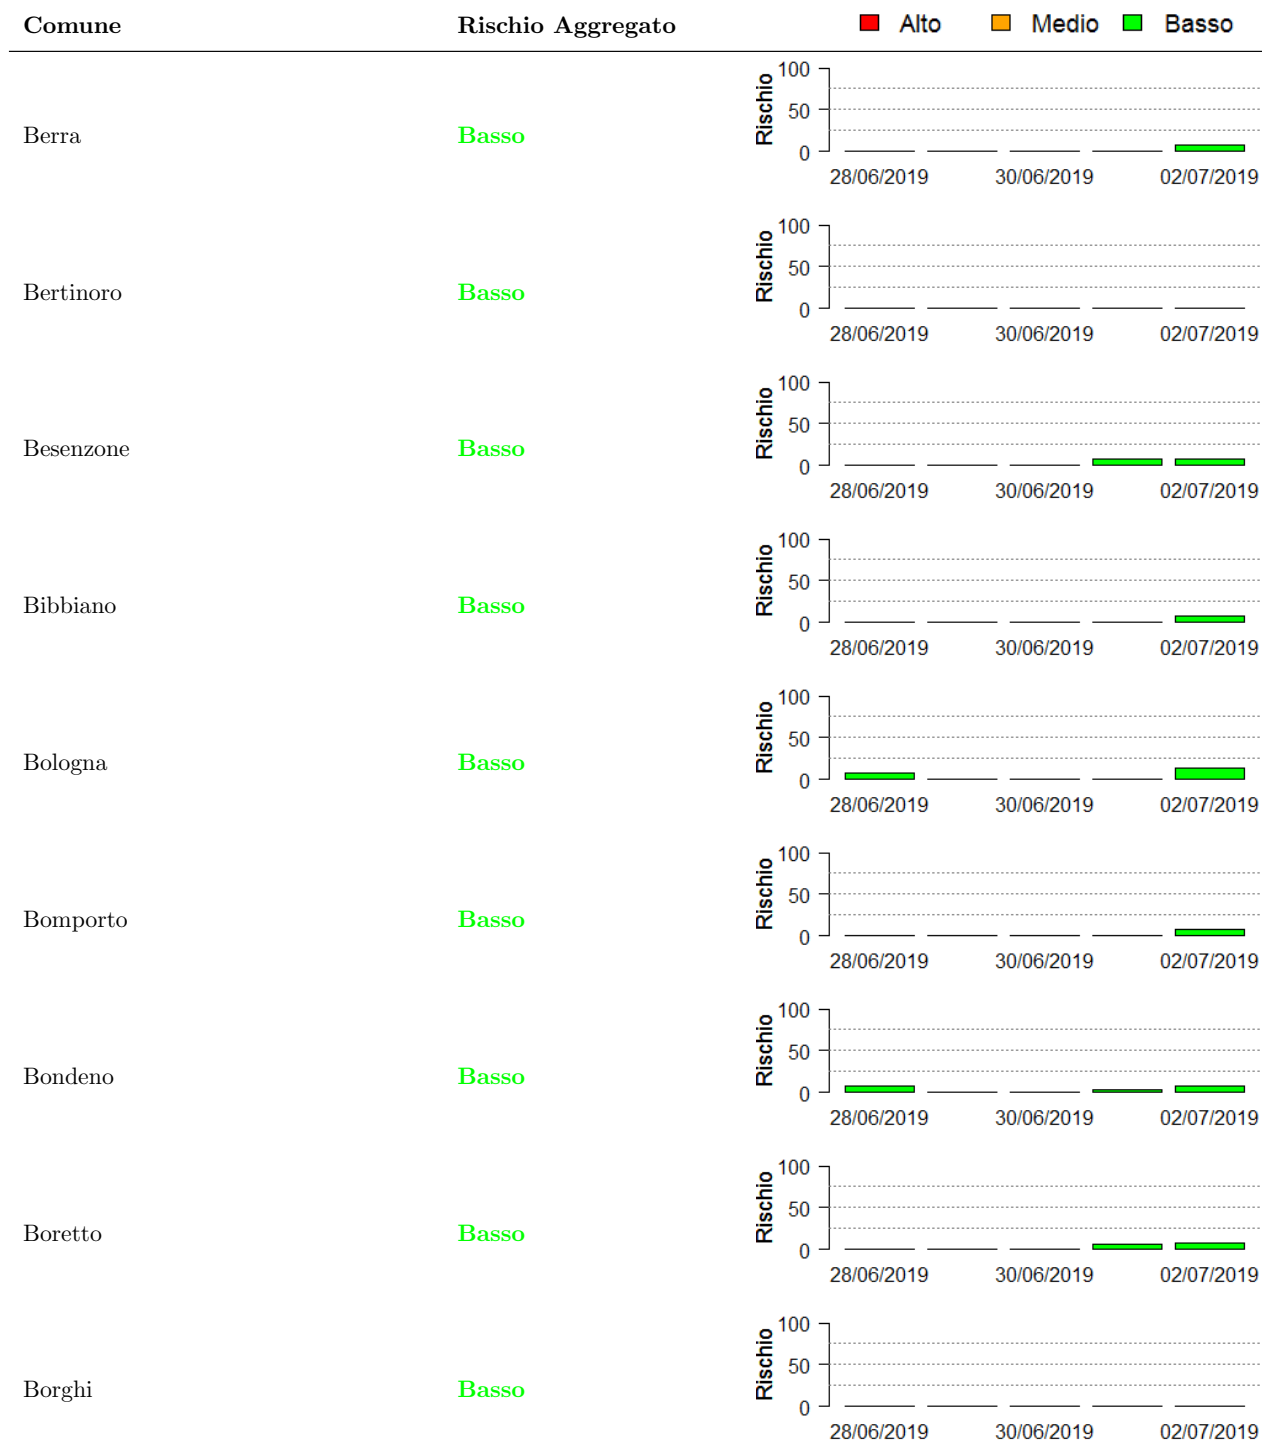 Comune Rischio Aggregato Alto Medio Basso
Berra Basso
Rischio
100
50
0
28/06/2019 30/06/2019 02/07/2019
Bertinoro Basso
Rischio
100
50
0
28/06/2019 30/06/2019 02/07/2019
Besenzone Basso
Rischio
100
50
0
28/06/2019 30/06/2019 02/07/2019
Bibbiano Basso
Rischio
100
50
0
28/06/2019 30/06/2019 02/07/2019
Bologna Basso
Rischio
100
50
0
28/06/2019 30/06/2019 02/07/2019
Bomporto Basso
Rischio
100
50
0
28/06/2019 30/06/2019 02/07/2019
Bondeno Basso
Rischio
100
50
0
28/06/2019 30/06/2019 02/07/2019
Boretto Basso
Rischio
100
50
0
28/06/2019 30/06/2019 02/07/2019
Borghi Basso
Rischio
100
50
0
28/06/2019 30/06/2019 02/07/2019